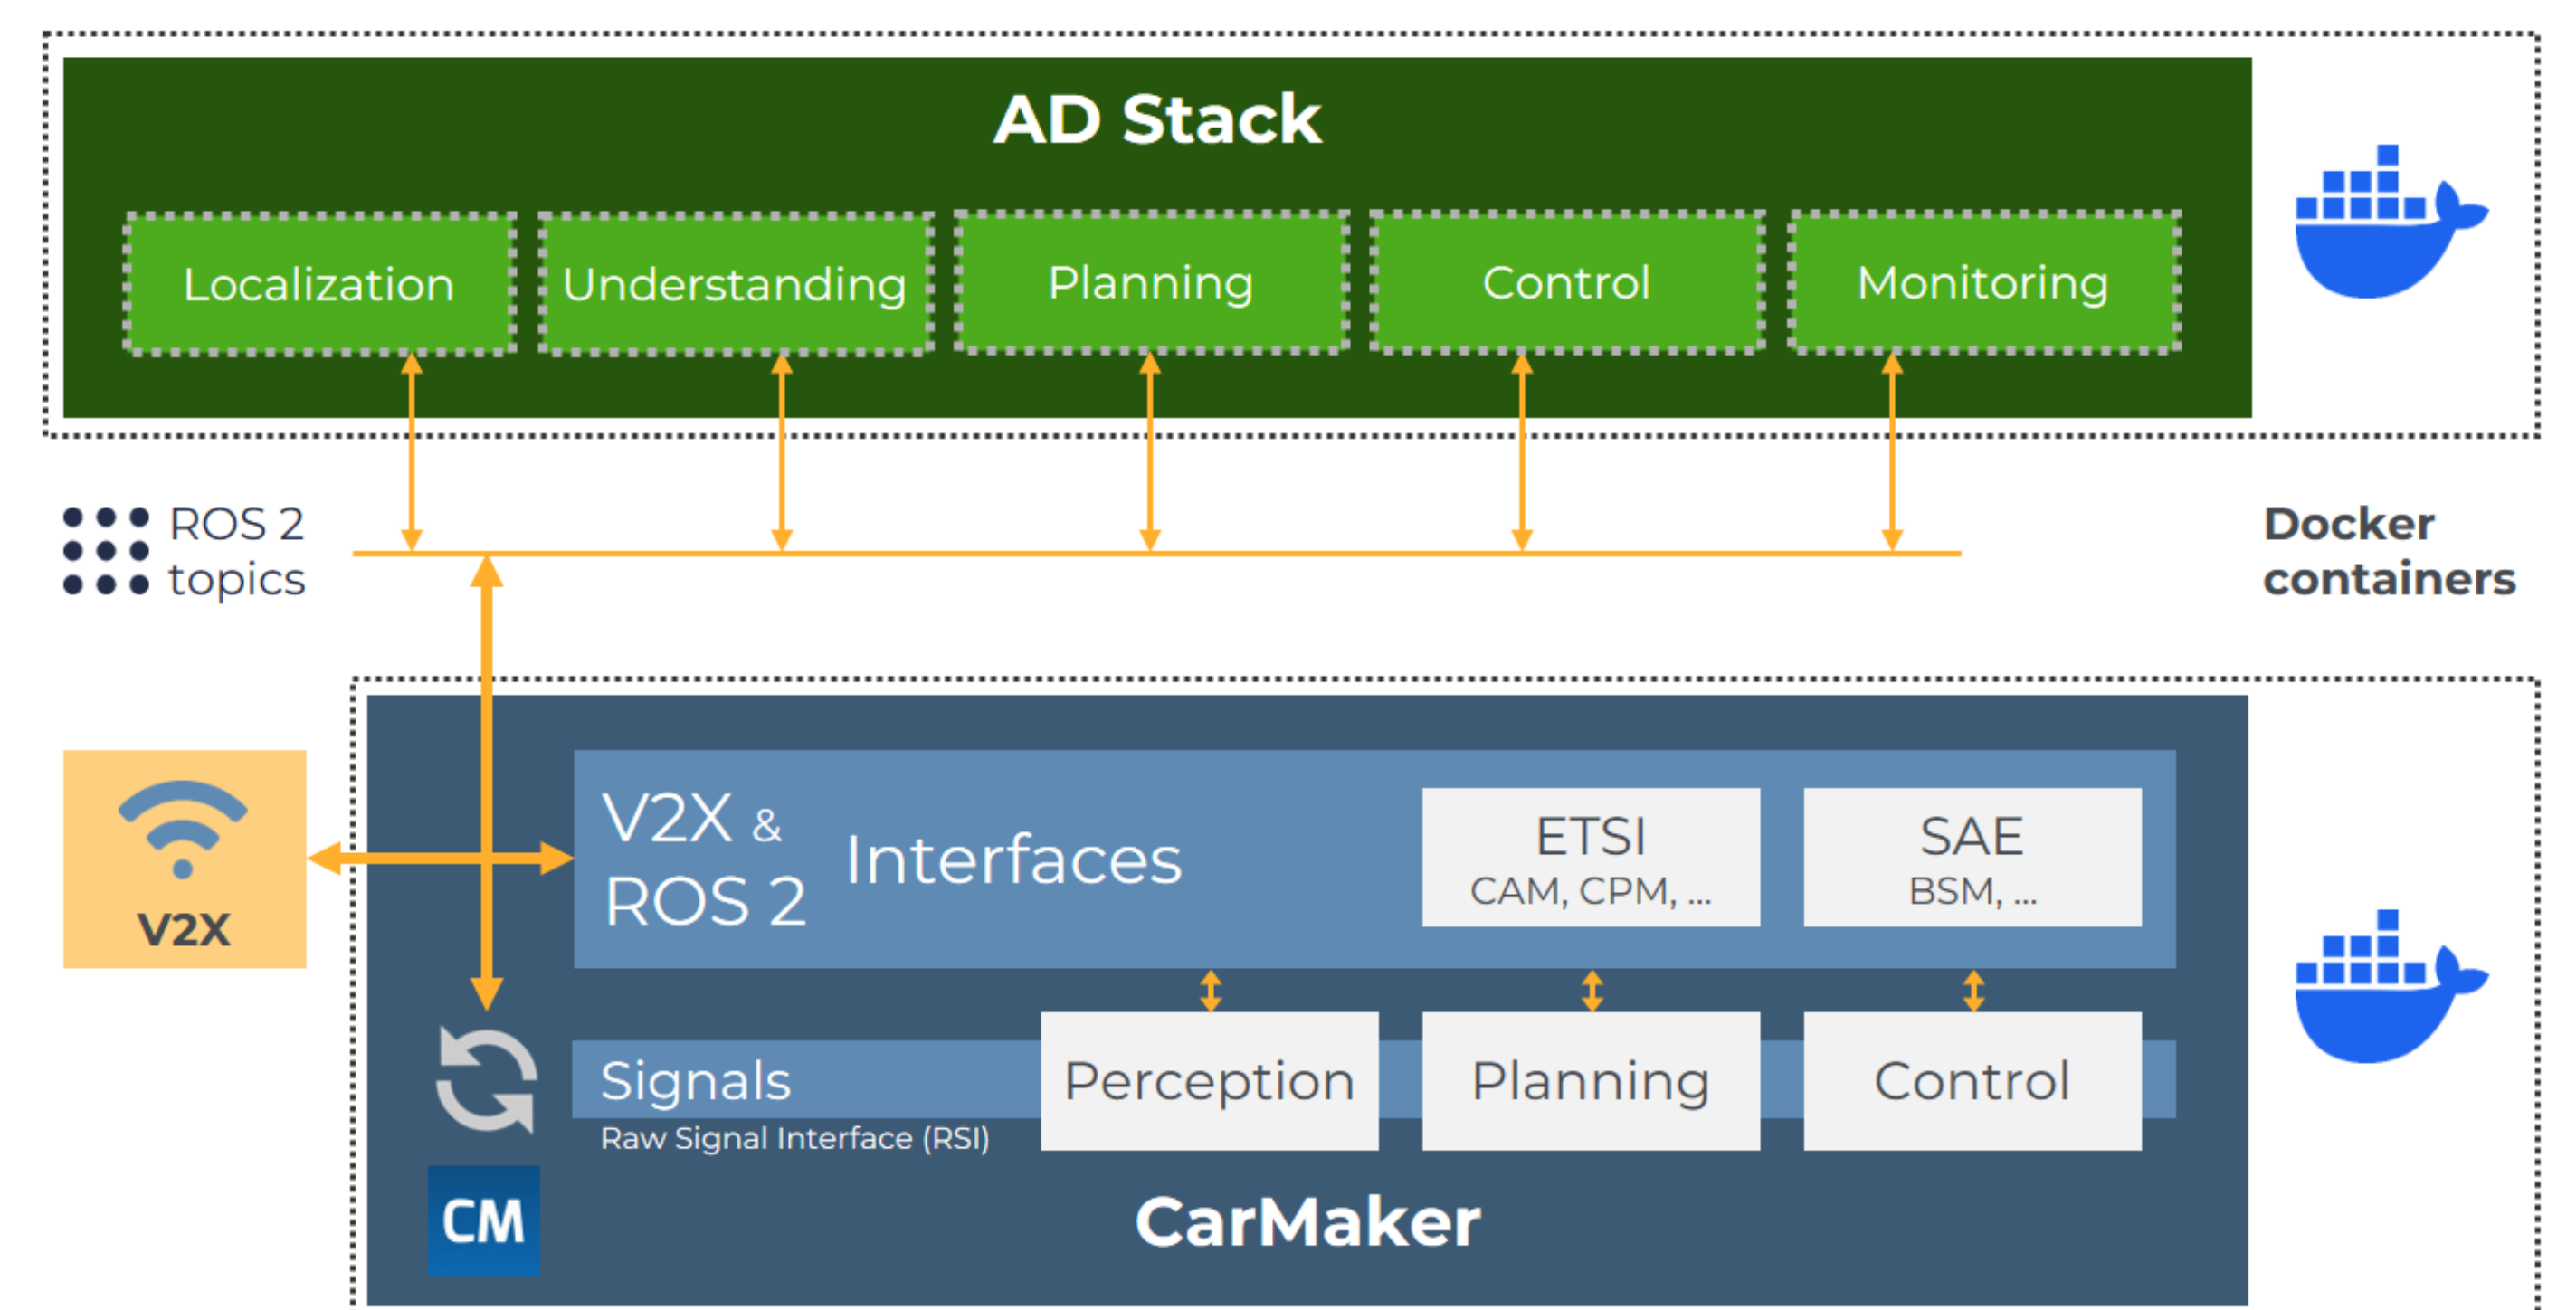 AD Stack
Localization
Understanding
Planning
Control
Monitoring
ROS 2
topics
Docker
containers
V2X
V2X &
ROS 2
Interfaces
ETSI
CAM, CPM, ...
SAE
BSM, ...
Signals
Raw Signal Interface (RSI)
Perception
Planning
Control
CM
CarMaker